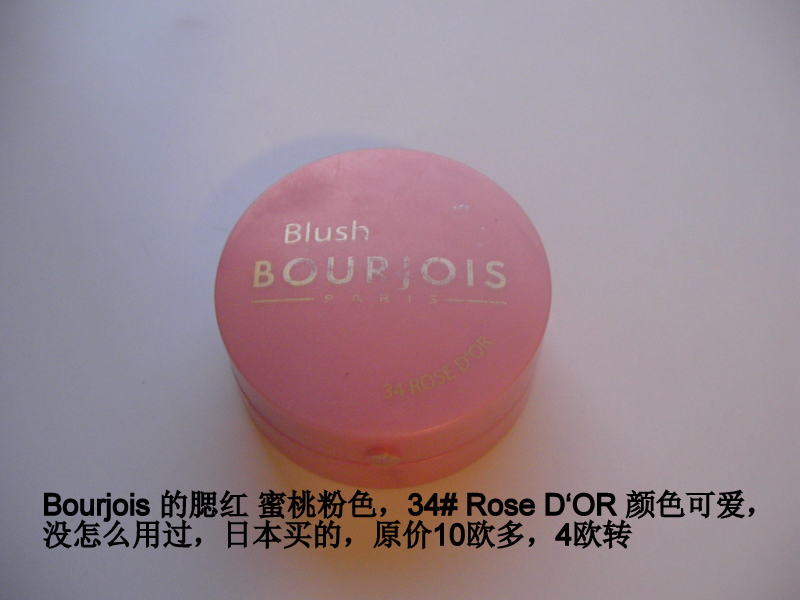 Blush
BOURJOIS
PARIS
34 ROSE D'OR
Bourjois 的腮红 蜜桃粉色，34# Rose D‘OR 颜色可爱，
没怎么用过，日本买的，原价10欧多，4欧转